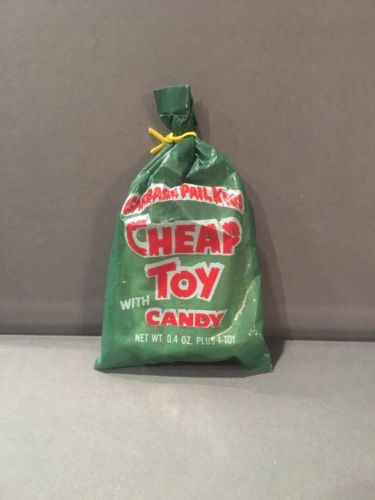 GARBAGE PAIL KIDS
CHEAP
TOY
WITH
CANDY
NET WT. 0.4 OZ, PLUS 1 TOY